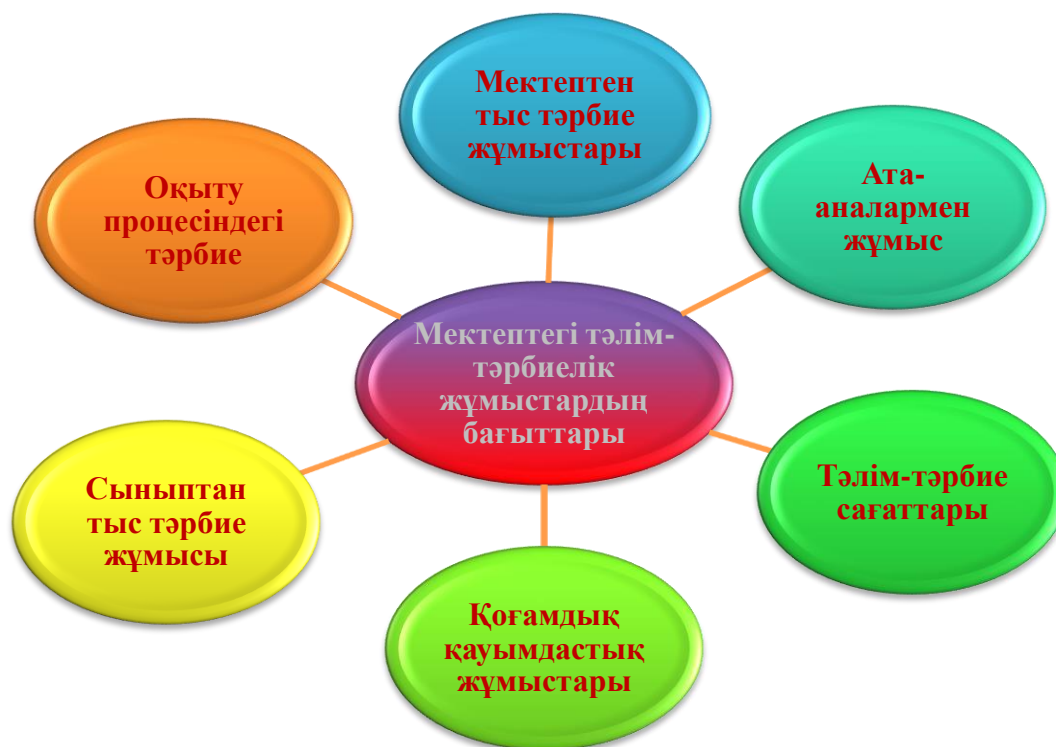 Мектептен
тыс тәрбие
жұмыстары
Оқыту
процесіндегі
тәрбие
Ата-
аналармен
жұмыс
Мектептегі тәлім-
тәрбиелік
жұмыстардың
бағыттары
Сыныптан
тыс тәрбие
жұмысы
Тәлім-тәрбие
сағаттары
Қоғамдық
қауымдастық
жұмыстары